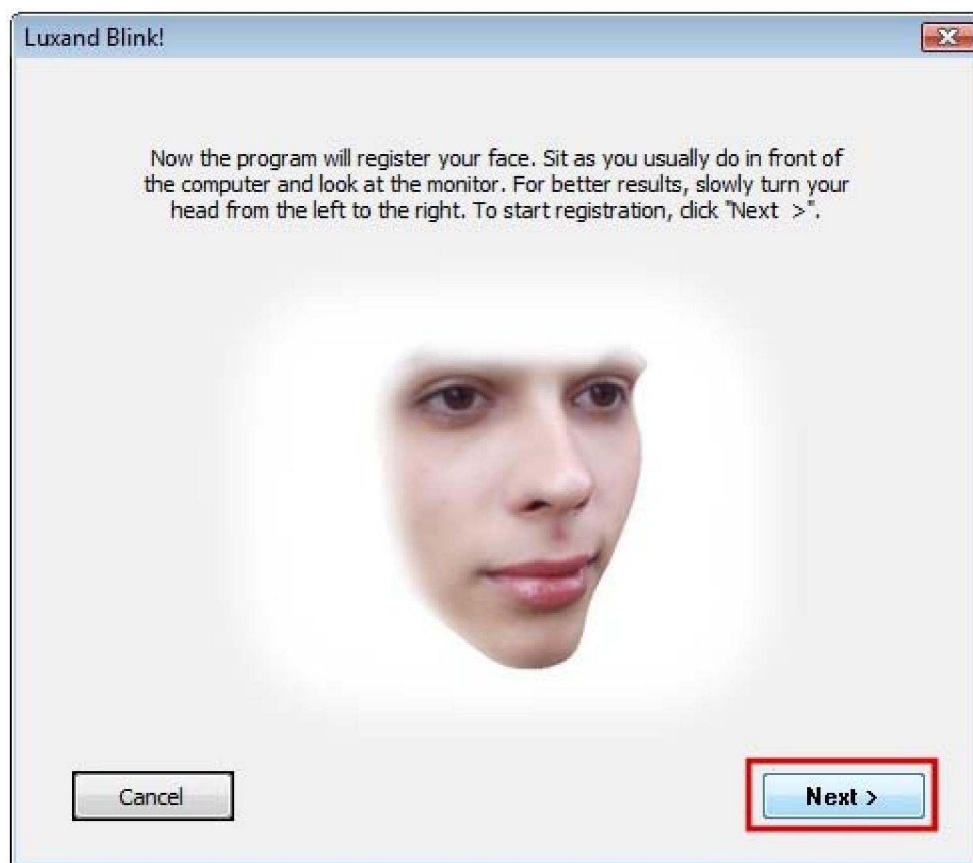 Luxand Blink!
Now the program will register your face. Sit as you usually do in front of
the computer and look at the monitor. For better results, slowly turn your
head from the left to the right. To start registration, click "Next  >".
Cancel
Next >